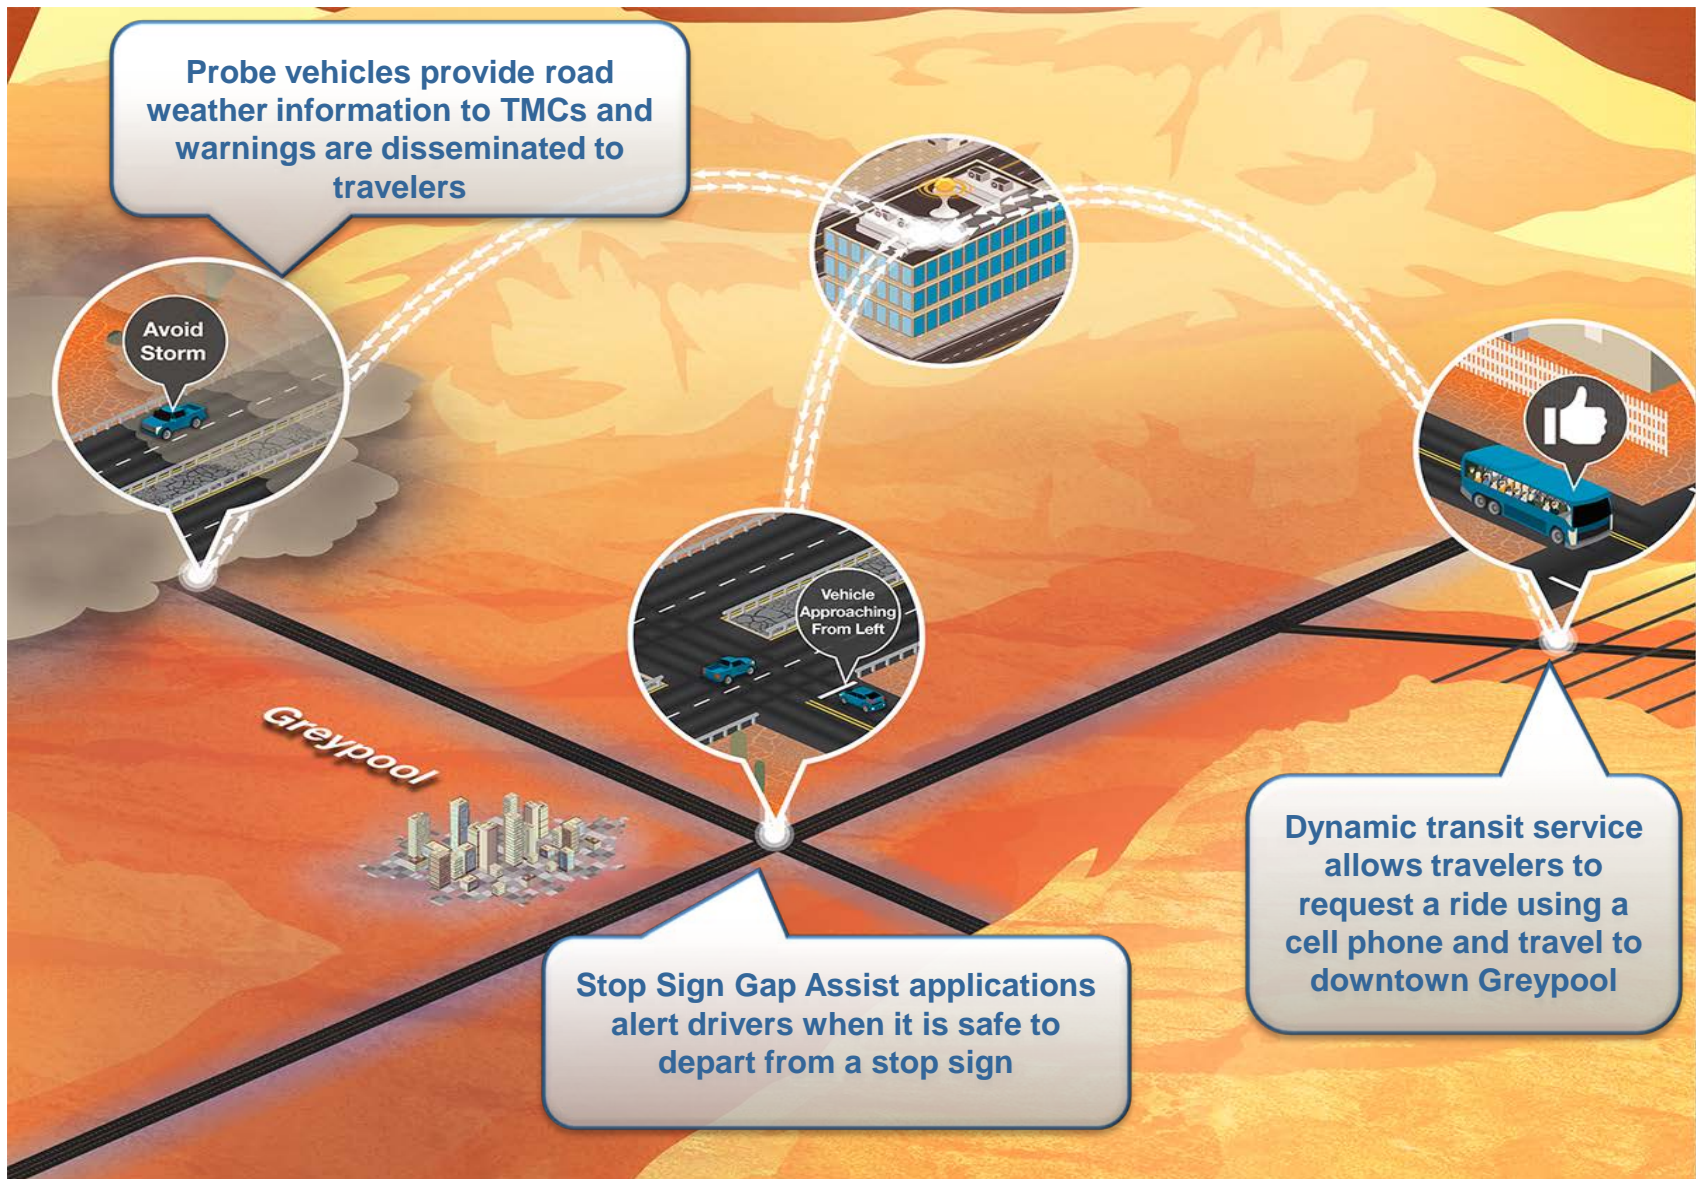 Probe vehicles provide road
weather information to TMCs and
warnings are disseminated to
travelers
Avoid
Storm
Vehicle
Approaching
From Left
Greypool
Dynamic transit service
allows travelers to
request a ride using a
cell phone and travel to
downtown Greypool
Stop Sign Gap Assist applications
alert drivers when it is safe to
depart from a stop sign